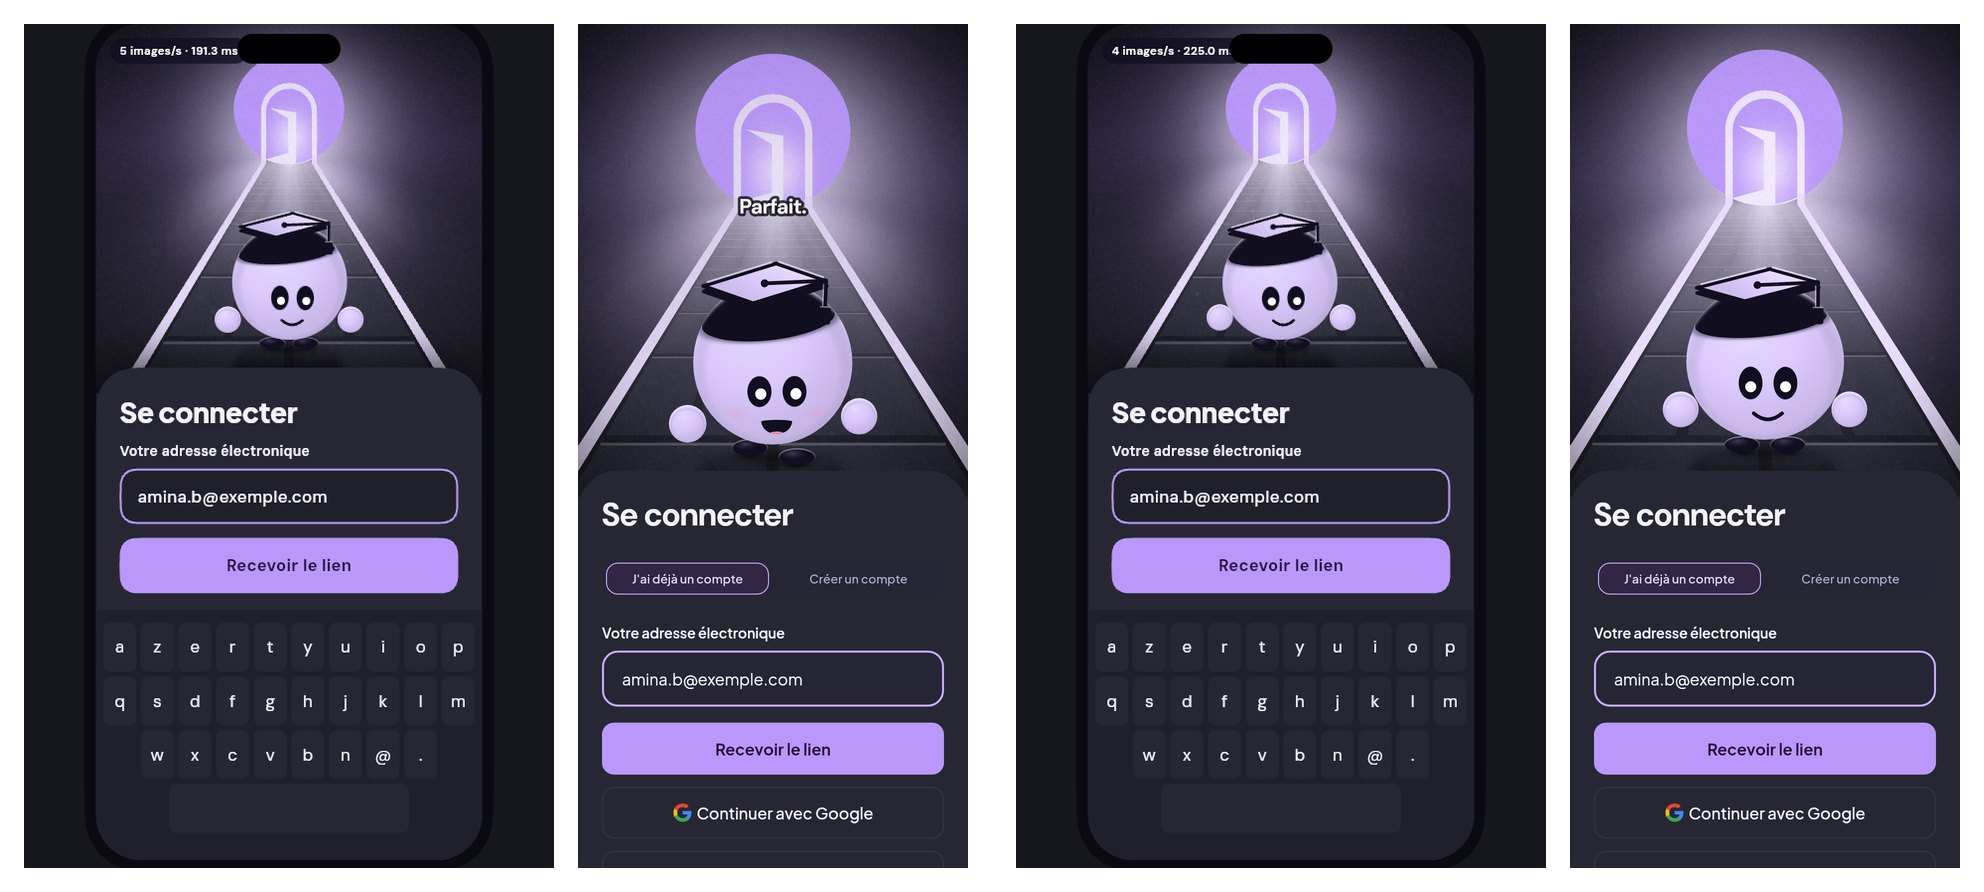 5 images/s · 191.3 ms
Se connecter
Votre adresse électronique
amina.b@exemple.com
Recevoir le lien
a z e r t y u i o p
q s d f g h j k l m
w x c v b n @ .
Parfait.
Se connecter
J'ai déjà un compte
Créer un compte
Votre adresse électronique
amina.b@exemple.com
Recevoir le lien
Continuer avec Google
4 images/s · 225.0 m
Se connecter
Votre adresse électronique
amina.b@exemple.com
Recevoir le lien
a z e r t y u i o p
q s d f g h j k l m
w x c v b n @ .
Se connecter
J'ai déjà un compte
Créer un compte
Votre adresse électronique
amina.b@exemple.com
Recevoir le lien
Continuer avec Google